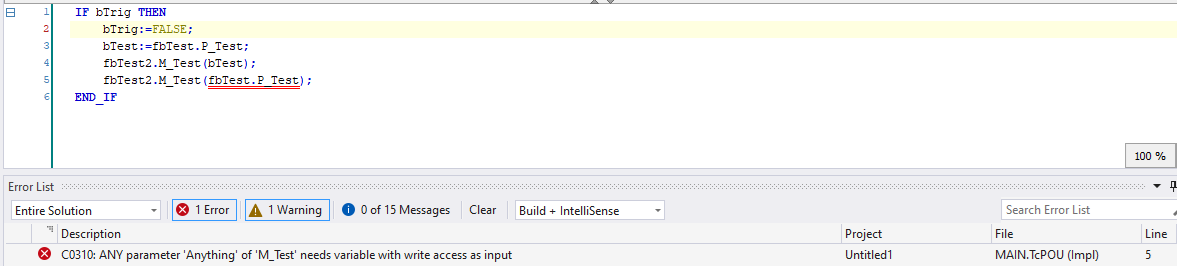 1 IF bTrig THEN
2 bTrig:=FALSE;
3 bTest:=fbTest.P_Test;
4 fbTest2.M_Test(bTest);
5 fbTest2.M_Test(fbTest.P_Test);
6 END_IF
100 %
Error List
Entire Solution 1 Error 1 Warning 0 of 15 Messages Clear Build + IntelliSense Search Error List
Description Project File Line
C0310: ANY parameter 'Anything' of 'M_Test' needs variable with write access as input Untitled1 MAIN.TcPOU (Impl) 5